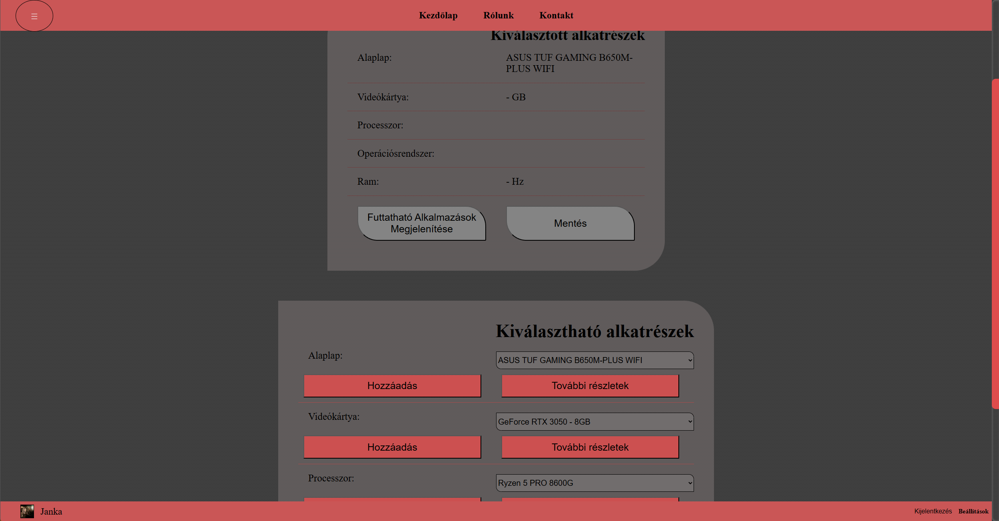 ☰
Kezdőlap Rólunk Kontakt
Kiválasztott alkatrészek
Alaplap: ASUS TUF GAMING B650M-
PLUS WIFI
Videókártya: - GB
Processzor:
Operációsrendszer:
Ram: - Hz
Futtatható Alkalmazások
Megjelenítése
Mentés
Kiválasztható alkatrészek
Alaplap: ASUS TUF GAMING B650M-PLUS WIFI
Hozzáadás További részletek
Videókártya: GeForce RTX 3050 - 8GB
Hozzáadás További részletek
Processzor: Ryzen 5 PRO 8600G
Janka Kijelentkezés Beállítások